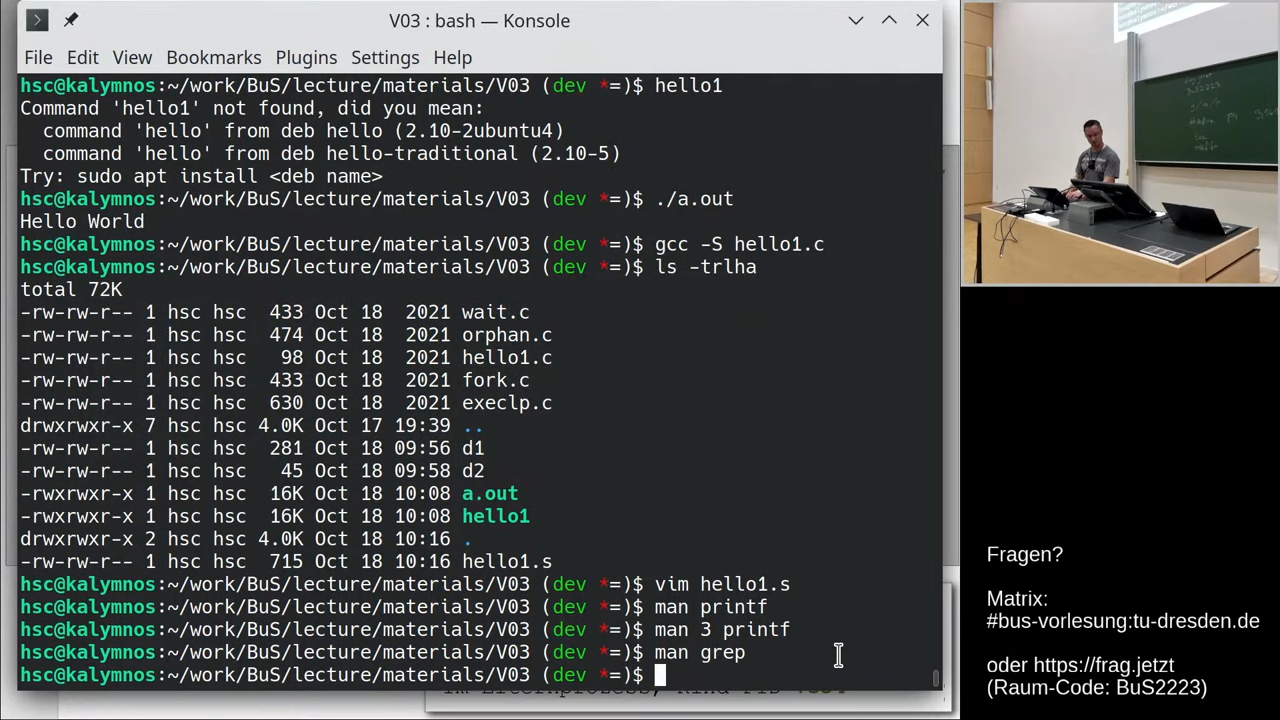 V03 : bash — Konsole
File Edit View Bookmarks Plugins Settings Help
hsc@kalymnos:~/work/BuS/lecture/materials/V03 (dev *=)$ hello1
Command 'hello1' not found, did you mean:
  command 'hello' from deb hello (2.10-2ubuntu4)
  command 'hello' from deb hello-traditional (2.10-5)
Try: sudo apt install <deb name>
hsc@kalymnos:~/work/BuS/lecture/materials/V03 (dev *=)$ ./a.out
Hello World
hsc@kalymnos:~/work/BuS/lecture/materials/V03 (dev *=)$ gcc -S hello1.c
hsc@kalymnos:~/work/BuS/lecture/materials/V03 (dev *=)$ ls -trlha
total 72K
-rw-rw-r-- 1 hsc hsc  433 Oct 18  2021 wait.c
-rw-rw-r-- 1 hsc hsc  474 Oct 18  2021 orphan.c
-rw-rw-r-- 1 hsc hsc   98 Oct 18  2021 hello1.c
-rw-rw-r-- 1 hsc hsc  433 Oct 18  2021 fork.c
-rw-rw-r-- 1 hsc hsc  630 Oct 18  2021 execlp.c
drwxrwxr-x 7 hsc hsc 4.0K Oct 17 19:39 ..
-rw-rw-r-- 1 hsc hsc  281 Oct 18 09:56 d1
-rw-rw-r-- 1 hsc hsc   45 Oct 18 09:58 d2
-rwxrwxr-x 1 hsc hsc  16K Oct 18 10:08 a.out
-rwxrwxr-x 1 hsc hsc  16K Oct 18 10:08 hello1
drwxrwxr-x 2 hsc hsc 4.0K Oct 18 10:16 .
-rw-rw-r-- 1 hsc hsc  715 Oct 18 10:16 hello1.s
hsc@kalymnos:~/work/BuS/lecture/materials/V03 (dev *=)$ vim hello1.s
hsc@kalymnos:~/work/BuS/lecture/materials/V03 (dev *=)$ man printf
hsc@kalymnos:~/work/BuS/lecture/materials/V03 (dev *=)$ man 3 printf
hsc@kalymnos:~/work/BuS/lecture/materials/V03 (dev *=)$ man grep
hsc@kalymnos:~/work/BuS/lecture/materials/V03 (dev *=)$
Fragen?
Matrix:
#bus-vorlesung:tu-dresden.de
oder https://frag.jetzt
(Raum-Code: BuS2223)